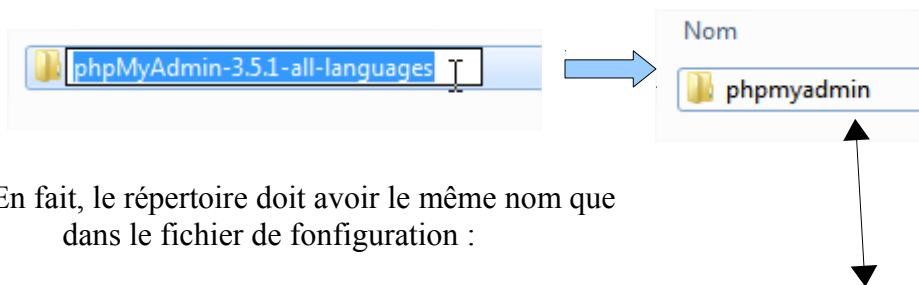 phpMyAdmin-3.5.1-all-languages
Nom
phpmyadmin
En fait, le répertoire doit avoir le même nom que
dans le fichier de fonfiguration :